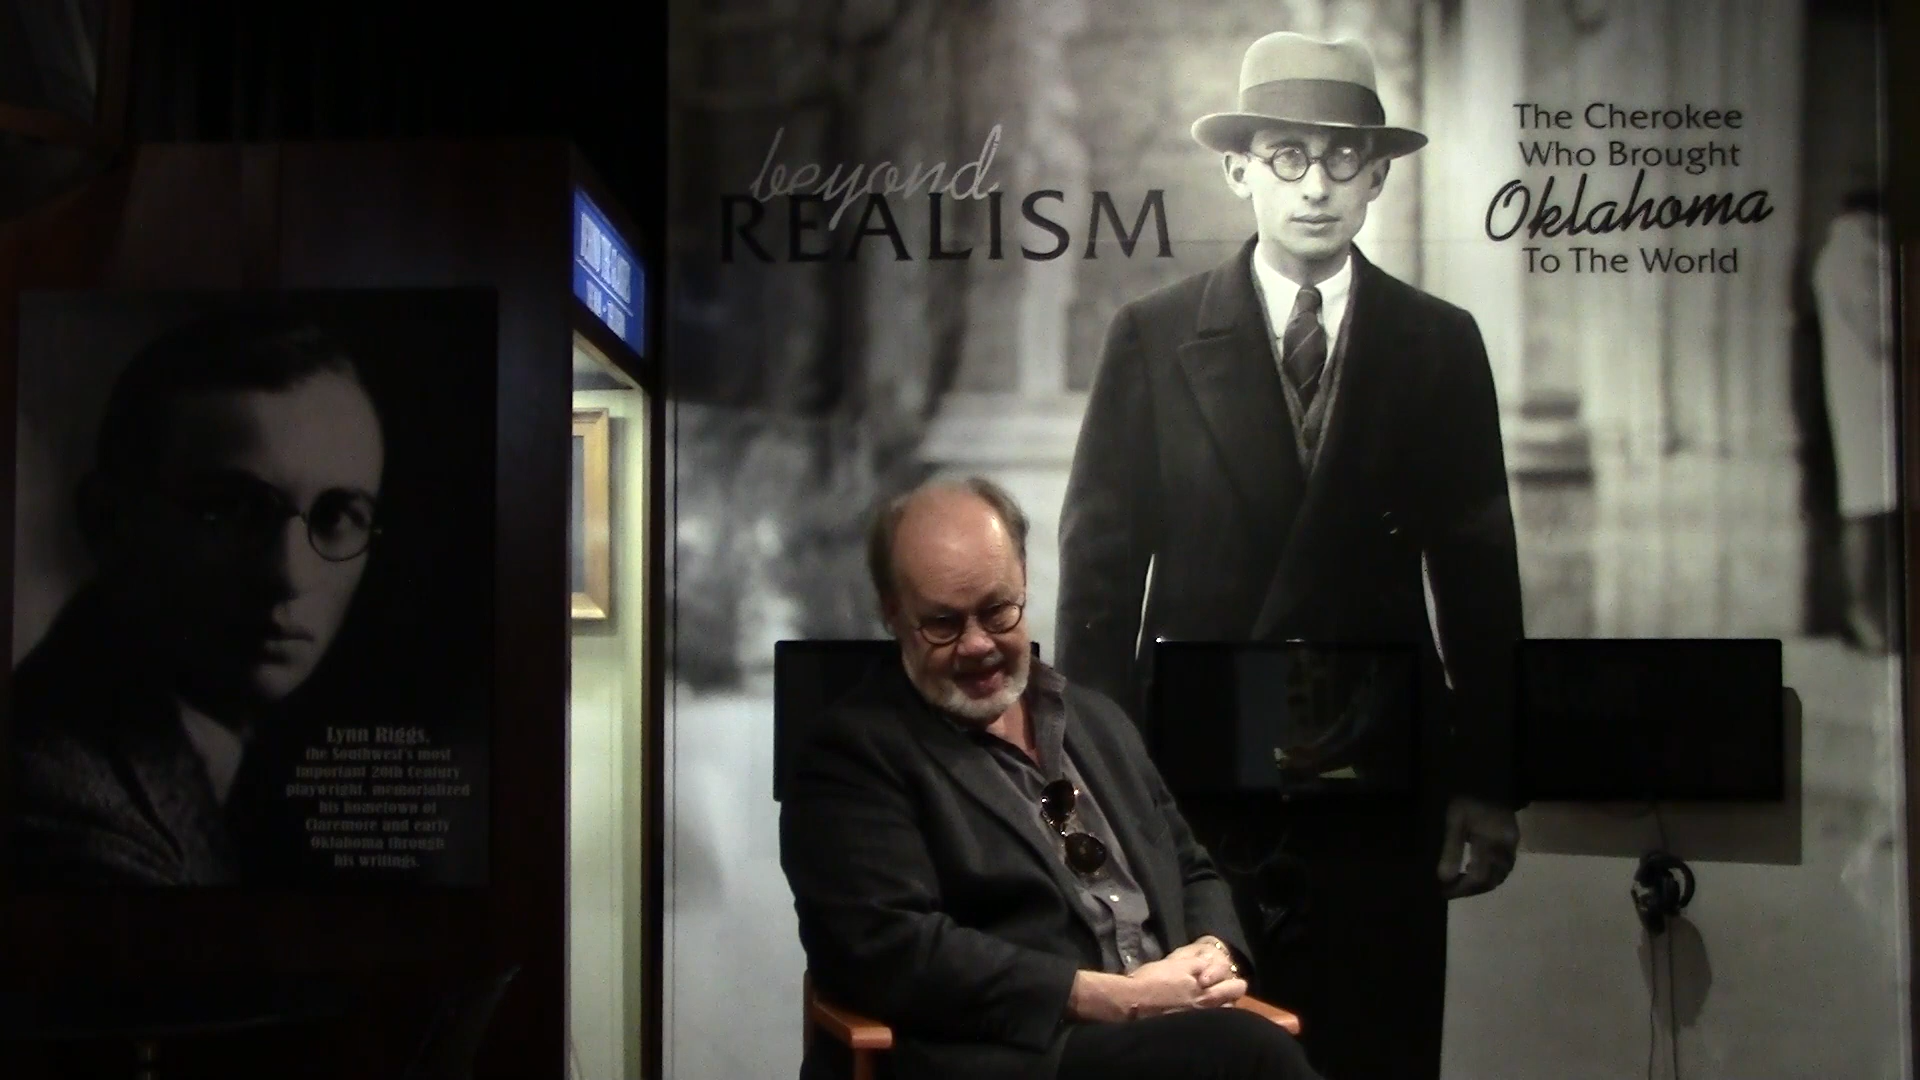 beyond
REALISM
The Cherokee
Who Brought
Oklahoma
To The World
Lynn Riggs,
the Southwest's most
important 20th Century
playwright, memorialized
his hometown of
Claremore and early
Oklahoma through
his writings.